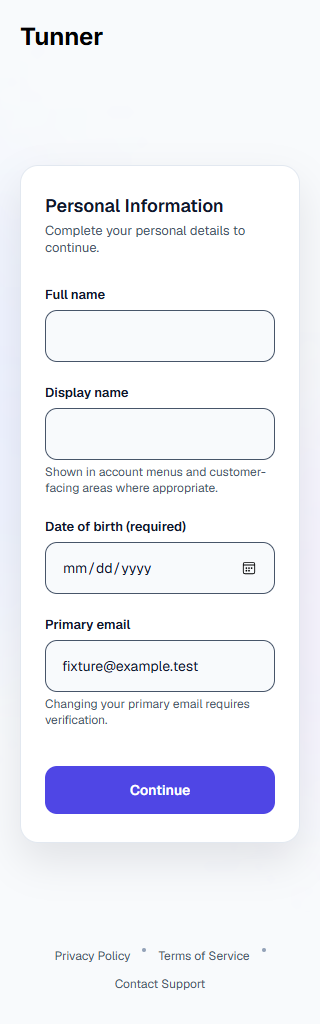 Tunner
Personal Information
Complete your personal details to
continue.
Full name
Display name
Shown in account menus and customer-
facing areas where appropriate.
Date of birth (required)
mm/dd/yyyy
Primary email
fixture@example.test
Changing your primary email requires
verification.
Continue
Privacy Policy • Terms of Service •
Contact Support